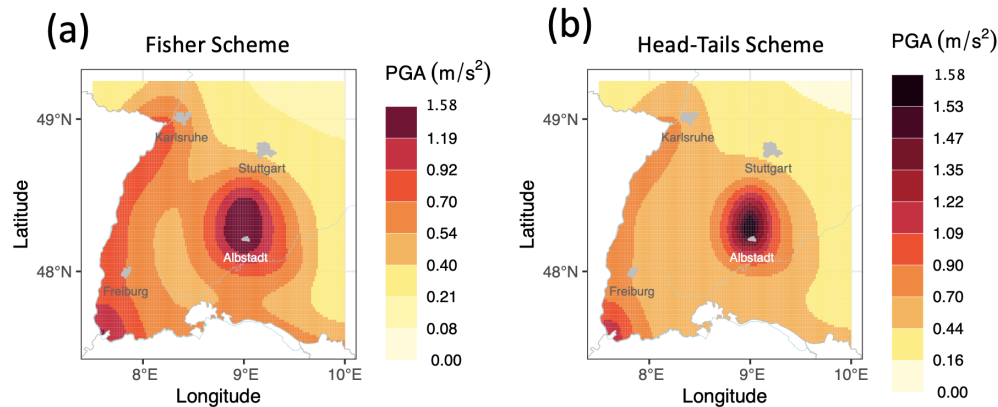 (a)
Fisher Scheme
PGA (m/s²)
1.58
1.19
0.92
0.70
0.54
0.40
0.21
0.08
0.00
49°N
48°N
Latitude
Karlsruhe
Stuttgart
Albstadt
Freiburg
8°E
9°E
10°E
Longitude
(b)
Head-Tails Scheme
PGA (m/s²)
1.58
1.53
1.47
1.35
1.22
1.09
0.90
0.70
0.44
0.16
0.00
49°N
48°N
Latitude
Karlsruhe
Stuttgart
Albstadt
Freiburg
8°E
9°E
10°E
Longitude